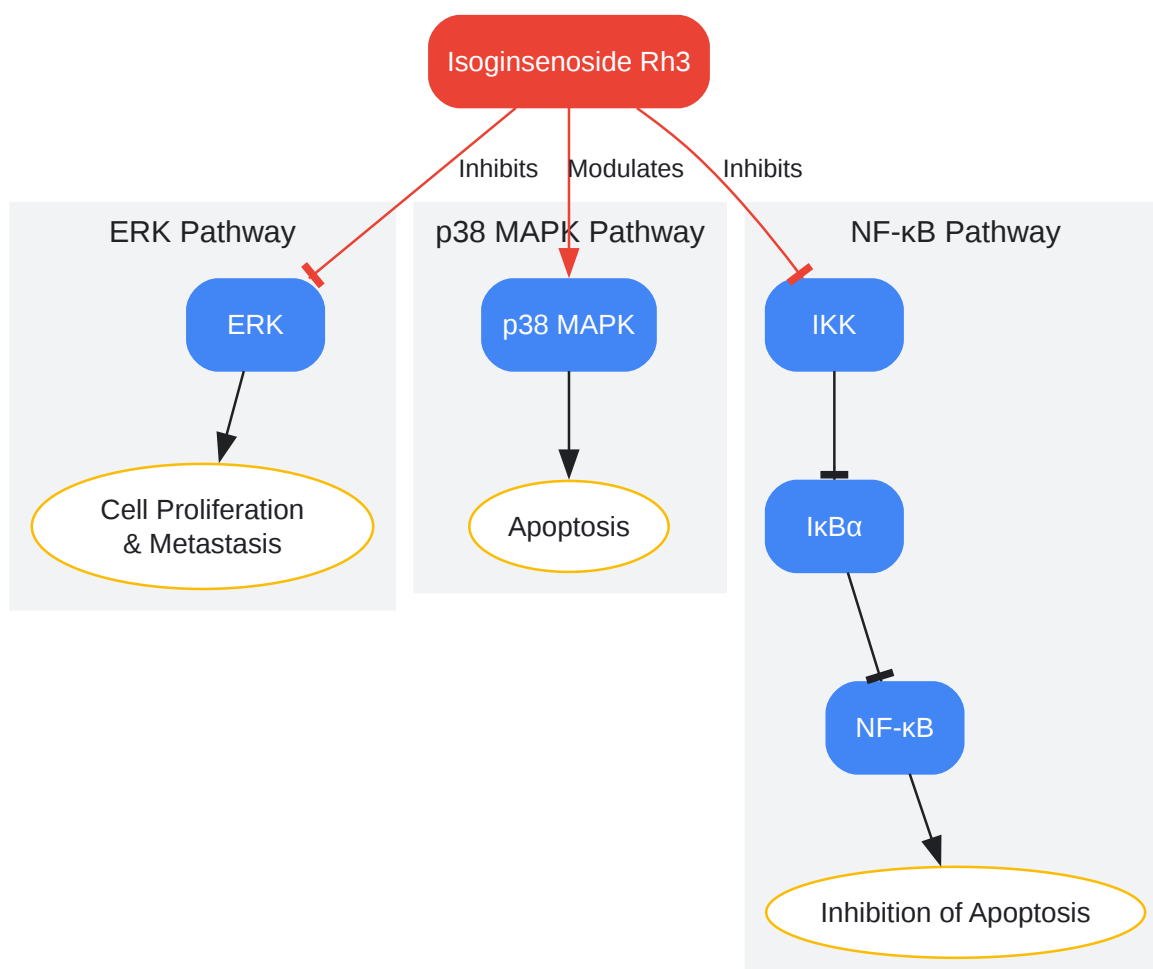 Isoginsenoside Rh3
Inhibits
Modulates
Inhibits
ERK Pathway
p38 MAPK Pathway
NF-κB Pathway
ERK
p38 MAPK
IKK
Cell Proliferation
& Metastasis
Apoptosis
IκBα
NF-κB
Inhibition of Apoptosis